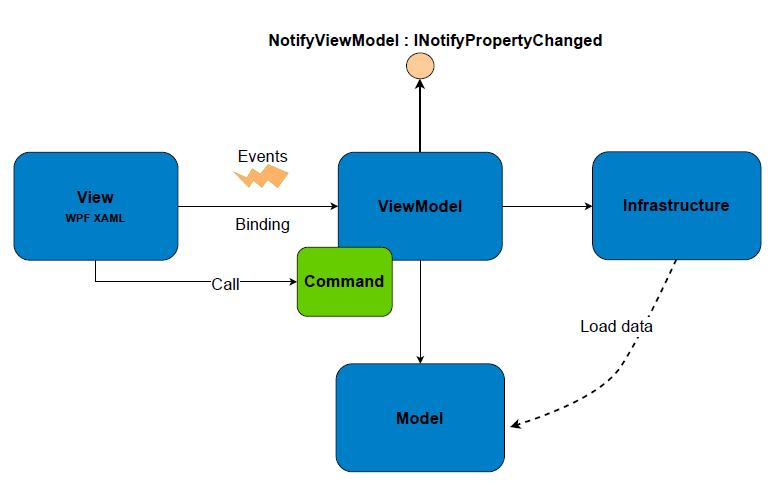 NotifyViewModel : INotifyPropertyChanged
Events
View
WPF XAML
ViewModel
Infrastructure
Binding
Call
Command
Load data
Model